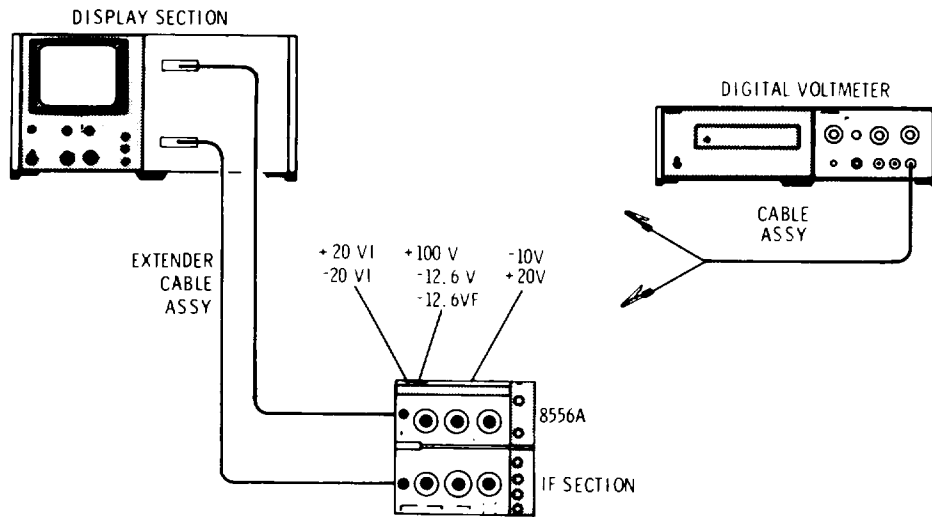 DISPLAY SECTION
DIGITAL VOLTMETER
CABLE
ASSY
EXTENDER
CABLE
ASSY
+20 VI
-20 VI
+100 V
-12.6 V
-12.6VF
-10V
+20V
8556A
IF SECTION